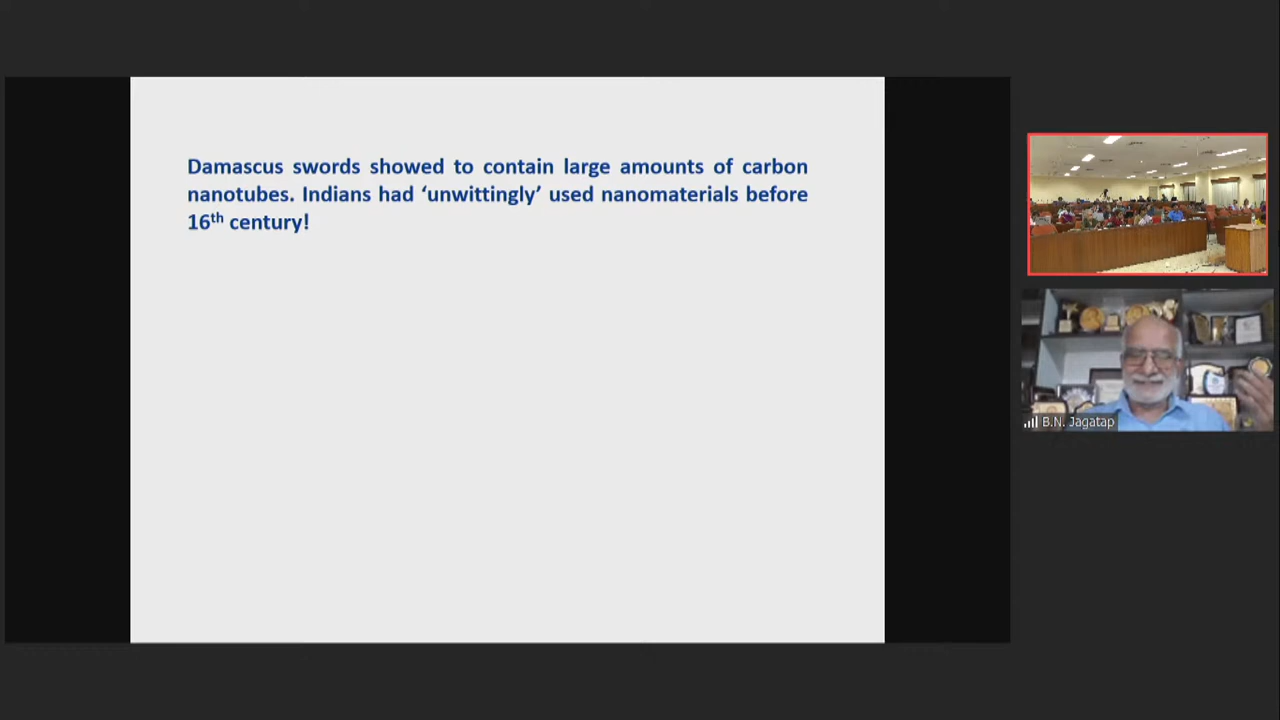 Damascus swords showed to contain large amounts of carbon
nanotubes. Indians had ‘unwittingly’ used nanomaterials before
16th century!
B.N. Jagatap